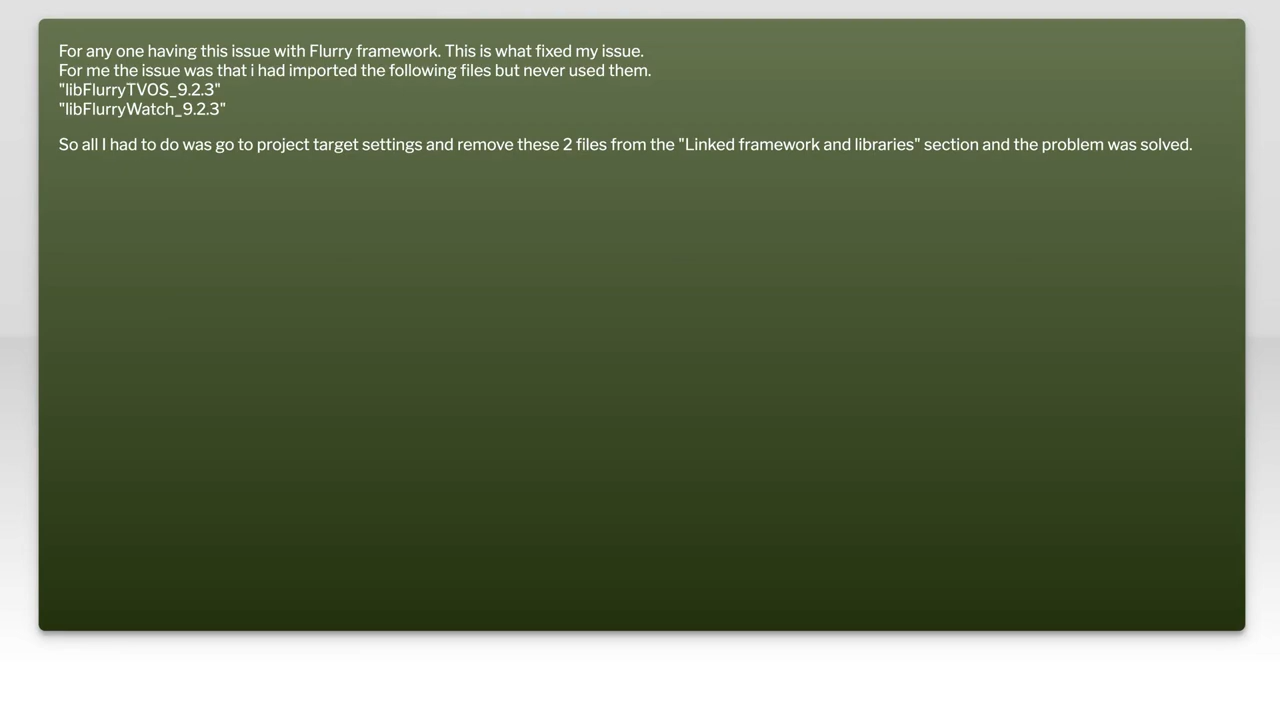 For any one having this issue with Flurry framework. This is what fixed my issue.
For me the issue was that i had imported the following files but never used them.
"libFlurryTVOS_9.2.3"
"libFlurryWatch_9.2.3"
So all I had to do was go to project target settings and remove these 2 files from the "Linked framework and libraries" section and the problem was solved.